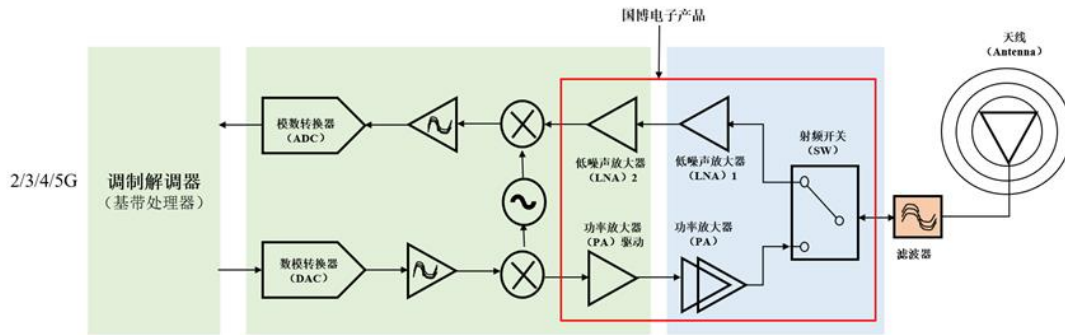 国博电子产品
天线
（Antenna）
模数转换器
（ADC）
低噪声放大器
（LNA）2
低噪声放大器
（LNA）1
射频开关
（SW）
2/3/4/5G
调制解调器
（基带处理器）
数模转换器
（DAC）
功率放大器
（PA）驱动
功率放大器
（PA）
滤波器